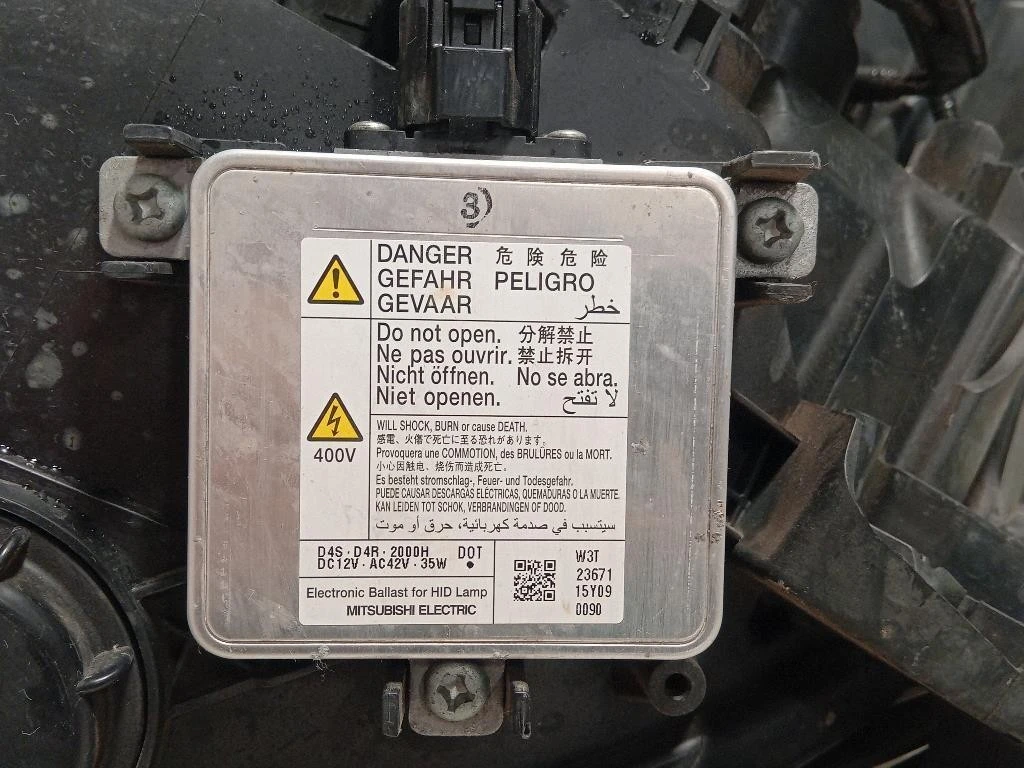 3)
DANGER 危険危险
GEFAHR PELIGRO
GEVAAR خطر
Do not open. 分解禁止
Ne pas ouvrir. 禁止拆开
Nicht öffnen. No se abra.
Niet openen. لا تفتح
400V
WILL SHOCK, BURN or cause DEATH.
感電、火傷で死亡に至る恐れがあります。
Provoquera une COMMOTION, des BRULÜRES ou la MORT.
小心因触电、烧伤而造成死亡。
Es besteht stromschlag-, Feuer- und Todesgefahr.
PUEDE CAUSAR DESCARGAS ELÉCTRICAS, QUEMADURAS O LA MUERTE.
KAN LEIDEN TOT SCHOK, VERBRANDINGEN OF DOOD.
سيتسبب في صدمة كهربائية، حرق أو موت
D4S・D4R・2000H DOT
DC12V・AC42V・35W
Electronic Ballast for HID Lamp
MITSUBISHI ELECTRIC
W3T
23671
15Y09
0090